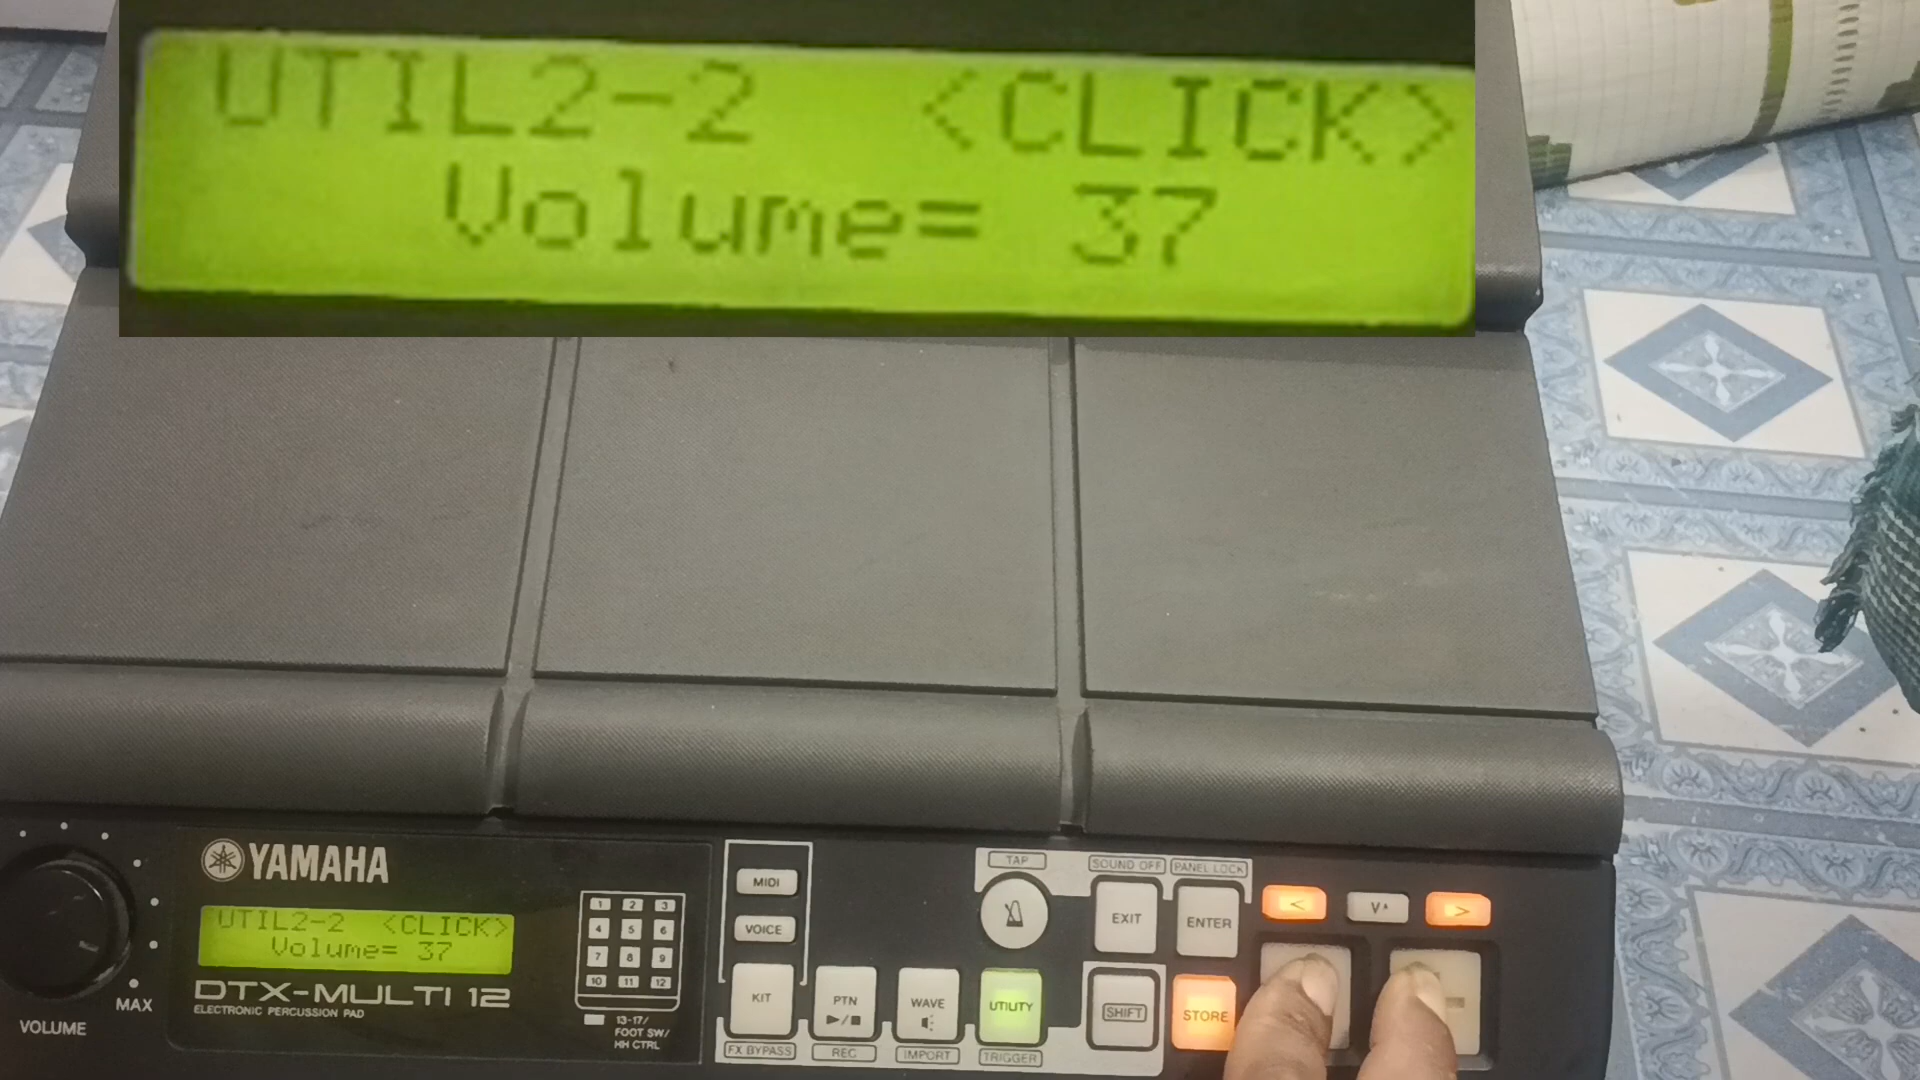 UTIL2-2 <CLICK>
Volume= 37
YAMAHA
UTIL2-2 <CLICK>
Volume= 37
DTX-MULTI 12
ELECTRONIC PERCUSSION PAD
MAX
VOLUME
1 2 3
4 5 6
7 8 9
10 11 12
13-17/
FOOT SW/
HH CTRL
MIDI
VOICE
KIT
PTN
WAVE
UTILITY
FX BYPASS
REC
IMPORT
TRIGGER
TAP
SOUND OFF
PANEL LOCK
EXIT
ENTER
SHIFT
STORE
<
V^
>